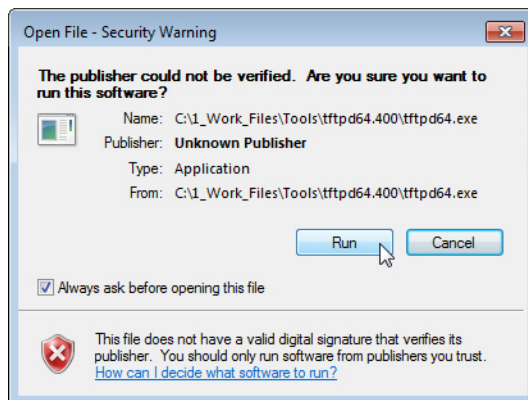 Open File - Security Warning
The publisher could not be verified. Are you sure you want to
run this software?
Name: C:\1_Work_Files\Tools\tftpd64.400\tftpd64.exe
Publisher: Unknown Publisher
Type: Application
From: C:\1_Work_Files\Tools\tftpd64.400\tftpd64.exe
Run Cancel
Always ask before opening this file
This file does not have a valid digital signature that verifies its
publisher. You should only run software from publishers you trust.
How can I decide what software to run?